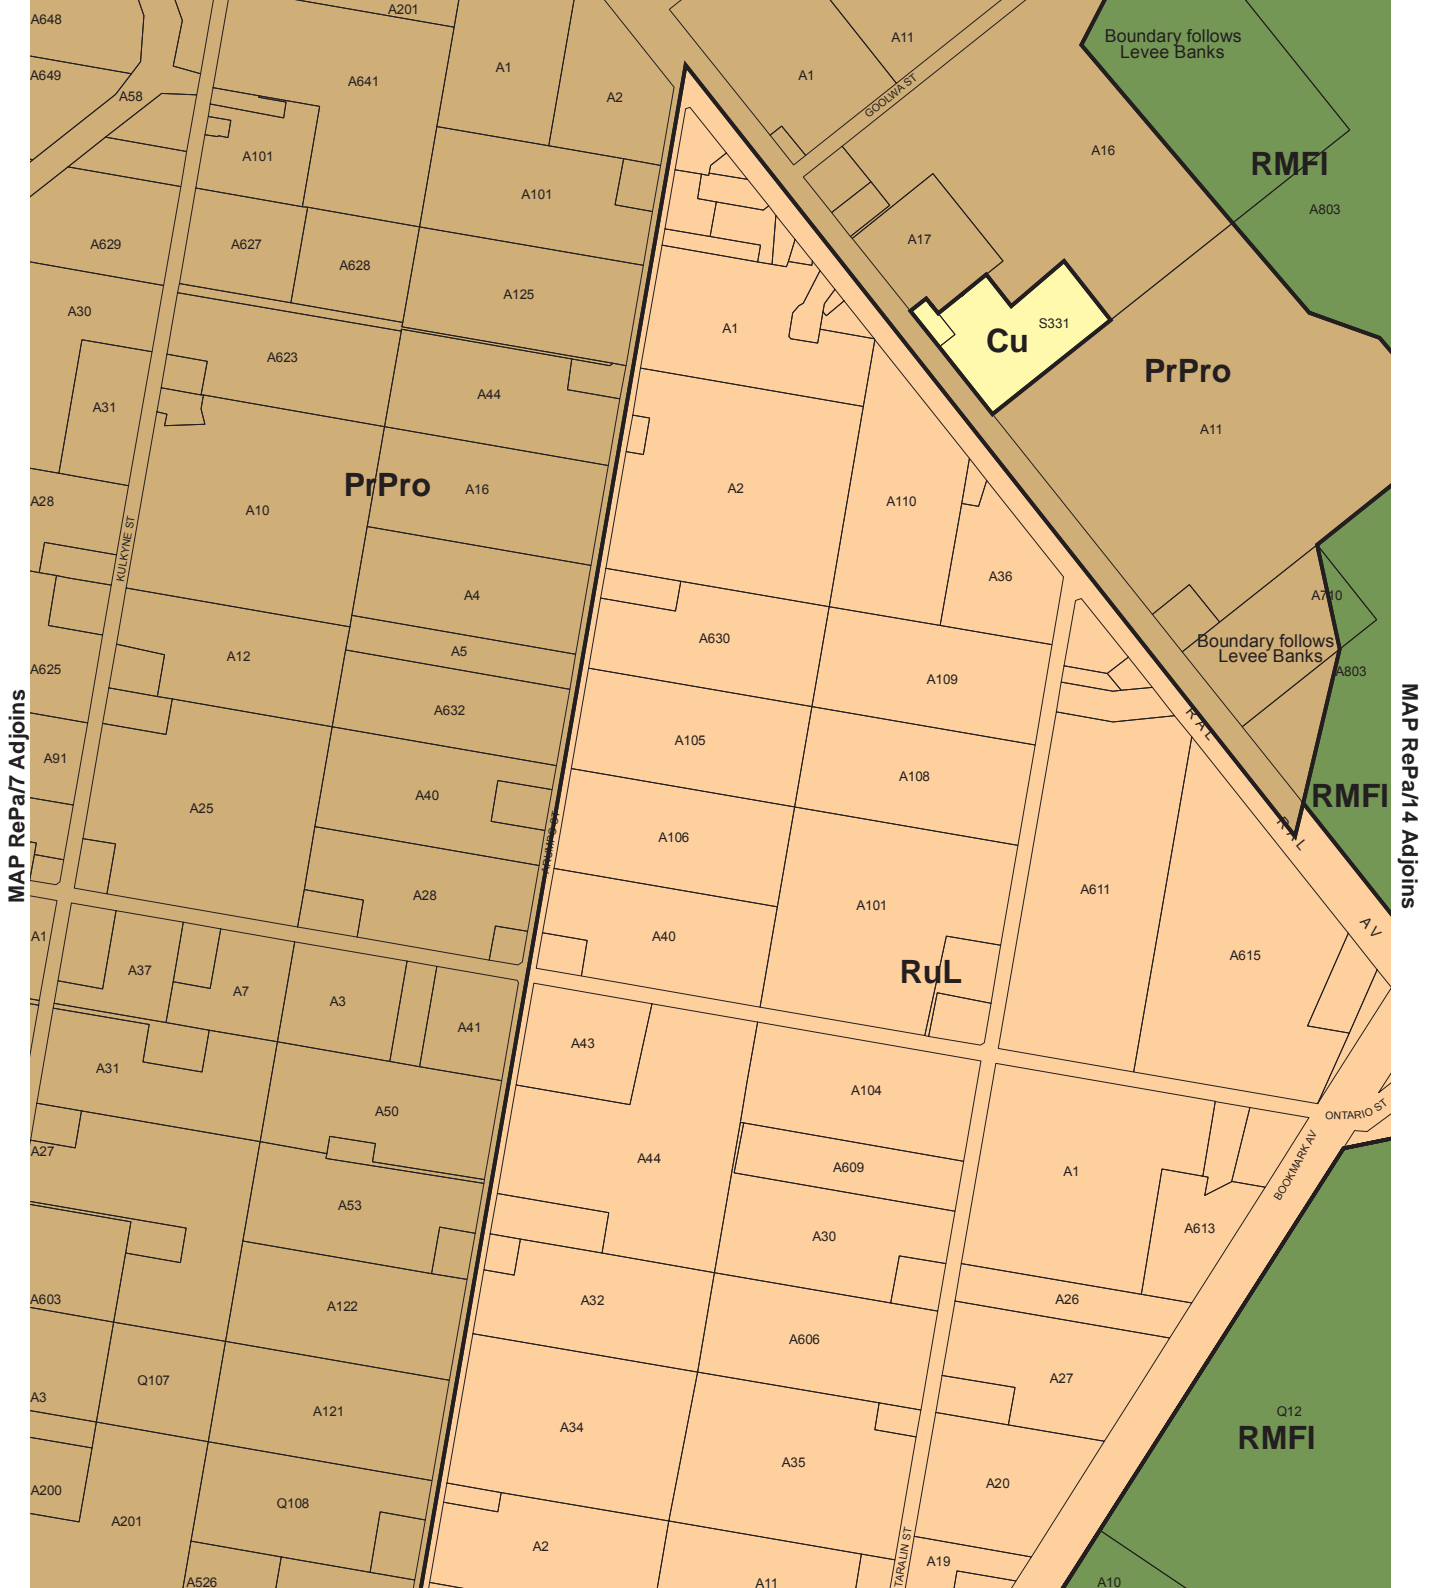 A648
A201
A11
Boundary follows
Levee Banks
A649
A641
A1
A1
A58
A2
GOOLWA ST
A101
A16
RMFI
A101
A803
A629
A627
A628
A17
A125
A30
A1
S331
Cu
A623
PrPro
A31
A44
A11
PrPro
A16
A2
A28
A10
A110
KULKYNE ST
A36
A4
A710
A630
Boundary follows
Levee Banks
A12
A5
A625
A109
A803
MAP RePa/7 Adjoins
MAP RePa/14 Adjoins
A632
R A L
A105
A91
A108
A40
RMFI
A25
A106
R A L
ARUMPO ST
A28
A611
A101
A1
A40
A V
A615
A37
RuL
A7
A3
A41
A43
A31
A104
A50
ONTARIO ST
A27
A44
A609
A1
BOOKMARK AV
A53
A30
A613
A603
A122
A32
A26
A606
Q107
A27
A3
A121
Q12
A34
RMFI
A35
A200
Q108
A20
A201
A2
TARALIN ST
A19
A526
A11
A10